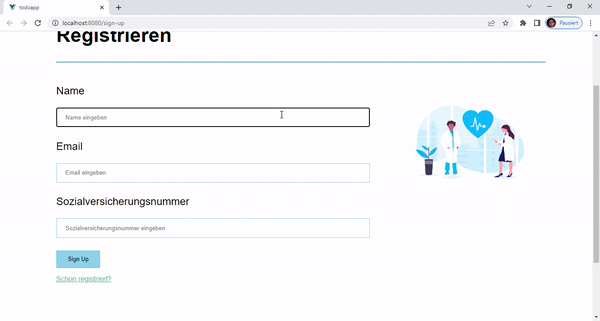 todoapp
localhost:8080/sign-up
Pausiert
Registrieren
Name
Name eingeben
Email
Email eingeben
Sozialversicherungsnummer
Sozialversicherungsnummer eingeben
Sign Up
Schon registriert?